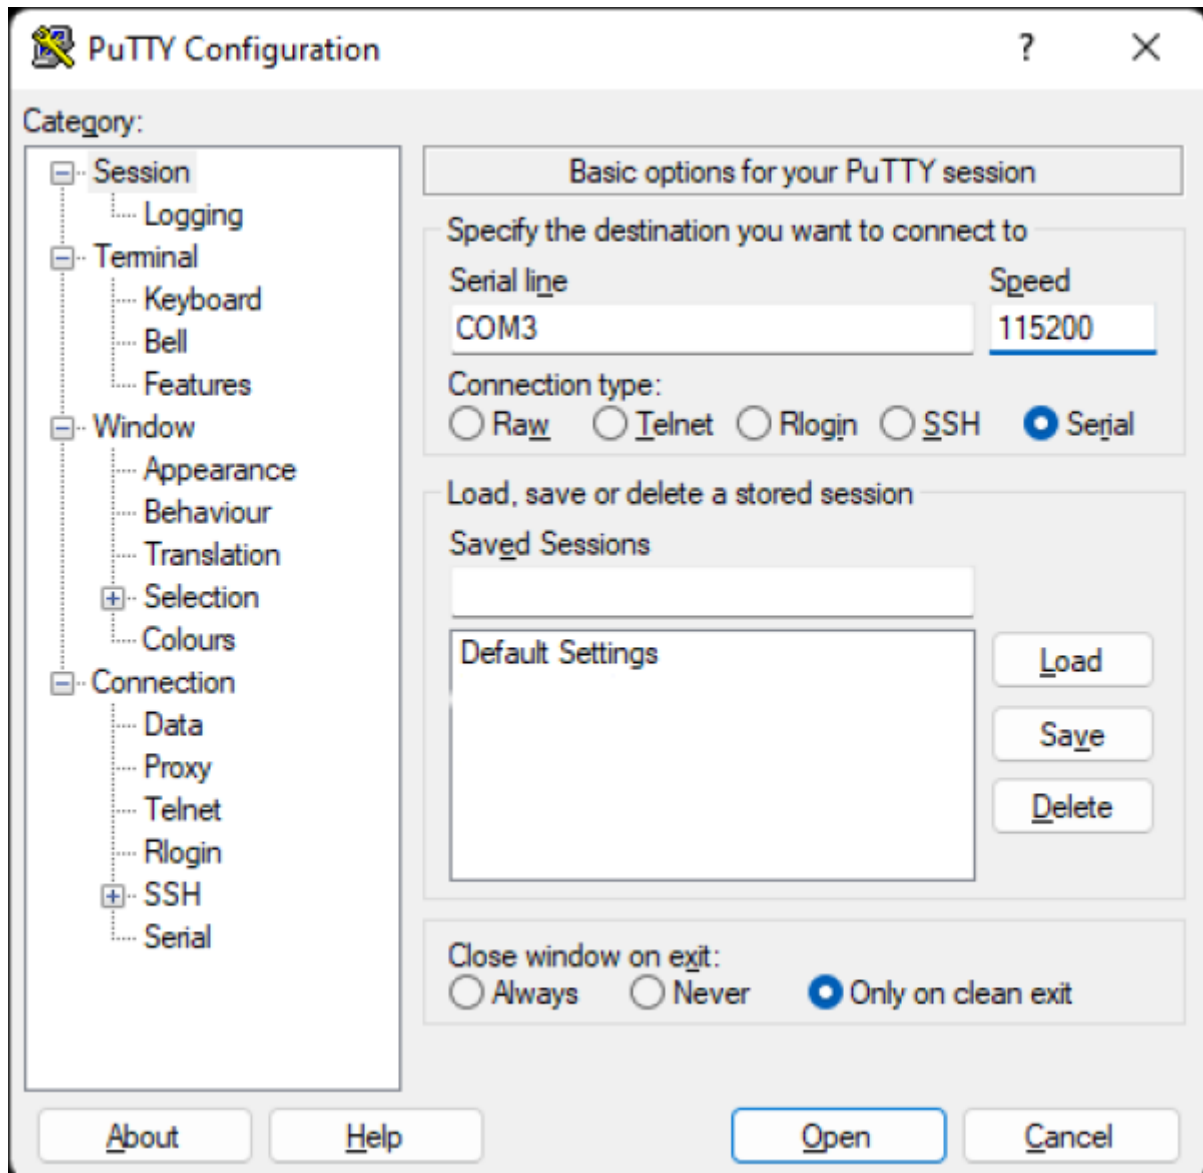 PuTTY Configuration
?
Category:
Session
Logging
Terminal
Keyboard
Bell
Features
Window
Appearance
Behaviour
Translation
Selection
Colours
Connection
Data
Proxy
Telnet
Rlogin
SSH
Serial
Basic options for your PuTTY session
Specify the destination you want to connect to
Serial line Speed
COM3 115200
Connection type:
Raw Telnet Rlogin SSH Serial
Load, save or delete a stored session
Saved Sessions
Default Settings
Load
Save
Delete
Close window on exit:
Always Never Only on clean exit
About Help Open Cancel